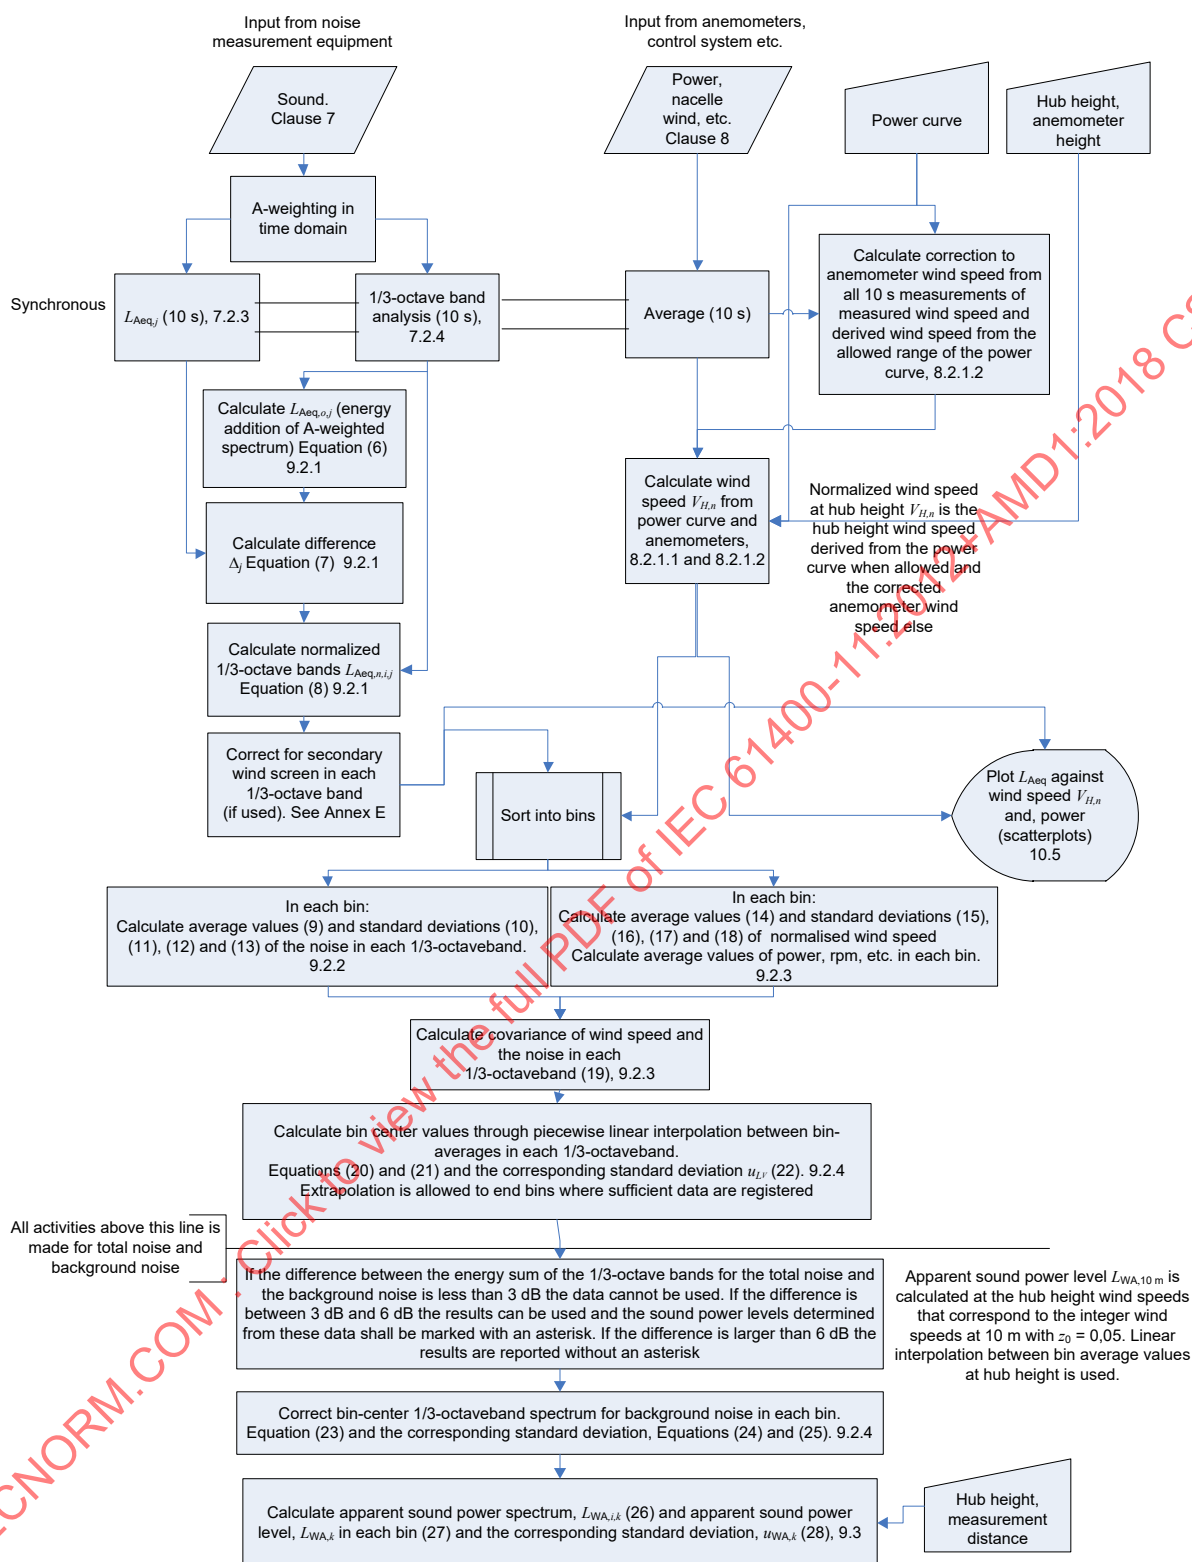 Input from noise
measurement equipment
Input from anemometers,
control system etc.
Sound.
Clause 7
Power,
nacelle
wind, etc.
Clause 8
Power curve
Hub height,
anemometer
height
A-weighting in
time domain
Synchronous
LAeq,j (10 s), 7.2.3
1/3-octave band
analysis (10 s),
7.2.4
Average (10 s)
Calculate correction to
anemometer wind speed from
all 10 s measurements of
measured wind speed and
derived wind speed from the
allowed range of the power
curve, 8.2.1.2
Calculate LAeq,o,j (energy
addition of A-weighted
spectrum) Equation (6)
9.2.1
Calculate difference
Δj Equation (7) 9.2.1
Calculate normalized
1/3-octave bands LAeq,n,i,j
Equation (8) 9.2.1
Correct for secondary
wind screen in each
1/3-octave band
(if used). See Annex E
Calculate wind
speed VH,n from
power curve and
anemometers,
8.2.1.1 and 8.2.1.2
Normalized wind speed
at hub height VH,n is the
hub height wind speed
derived from the power
curve when allowed and
the corrected
anemometer wind
speed else
Sort into bins
Plot LAeq against
wind speed VH,n
and, power
(scatterplots)
10.5
In each bin:
Calculate average values (9) and standard deviations (10),
(11), (12) and (13) of the noise in each 1/3-octaveband.
9.2.2
In each bin:
Calculate average values (14) and standard deviations (15),
(16), (17) and (18) of normalised wind speed
Calculate average values of power, rpm, etc. in each bin.
9.2.3
Calculate covariance of wind speed and
the noise in each
1/3-octaveband (19), 9.2.3
Calculate bin center values through piecewise linear interpolation between bin-
averages in each 1/3-octaveband.
Equations (20) and (21) and the corresponding standard deviation uLV (22). 9.2.4
Extrapolation is allowed to end bins where sufficient data are registered
All activities above this line is
made for total noise and
background noise
If the difference between the energy sum of the 1/3-octave bands for the total noise and
the background noise is less than 3 dB the data cannot be used. If the difference is
between 3 dB and 6 dB the results can be used and the sound power levels determined
from these data shall be marked with an asterisk. If the difference is larger than 6 dB the
results are reported without an asterisk
Apparent sound power level LWA,10 m is
calculated at the hub height wind speeds
that correspond to the integer wind
speeds at 10 m with z0 = 0,05. Linear
interpolation between bin average values
at hub height is used.
Correct bin-center 1/3-octaveband spectrum for background noise in each bin.
Equation (23) and the corresponding standard deviation, Equations (24) and (25). 9.2.4
Calculate apparent sound power spectrum, LWA,i,k (26) and apparent sound power
level, LWA,k in each bin (27) and the corresponding standard deviation, uWA,k (28), 9.3
Hub height,
measurement
distance
ECNORM.COM : Click to view the full PDF of IEC 61400-11:2012+AMD1:2018